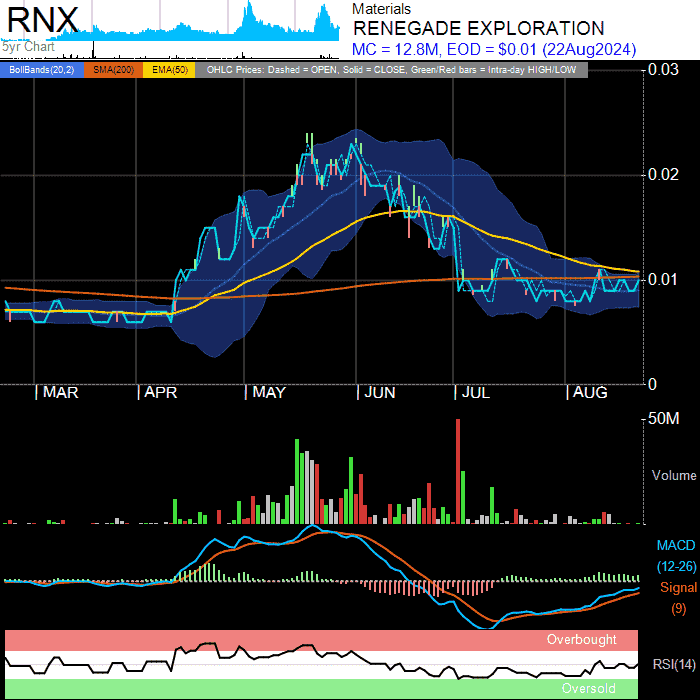 RNX
5yr Chart
Materials
RENEGADE EXPLORATION
MC = 12.8M, EOD = $0.01 (22Aug2024)
BollBands(20,2) SMA(200) EMA(50) OHLC Prices: Dashed = OPEN, Solid = CLOSE, Green/Red bars = Intra-day HIGH/LOW
0.03
0.02
0.01
0
| MAR | APR | MAY | JUN | JUL | AUG
50M
Volume
MACD
(12-26)
Signal
(9)
Overbought
RSI(14)
Oversold